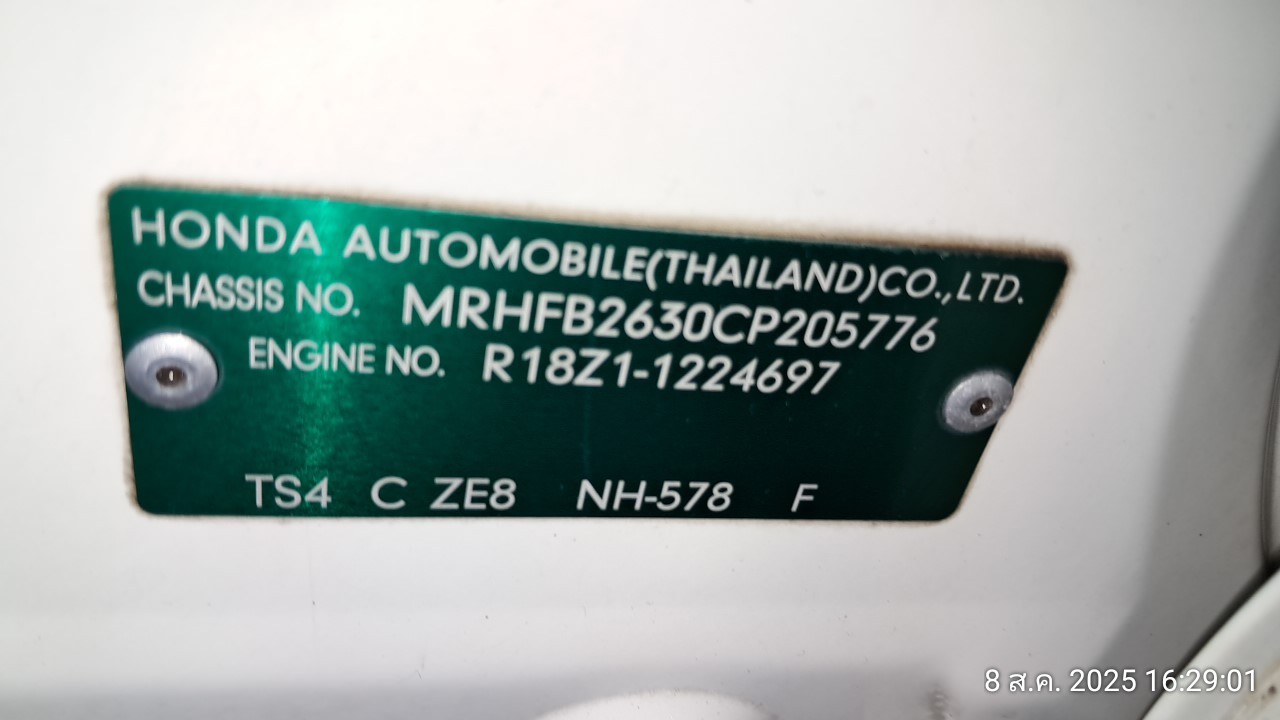 HONDA AUTOMOBILE(THAILAND)CO.,LTD.
CHASSIS NO. MRHFB2630CP205776
ENGINE NO. R18Z1-1224697
TS4 C ZE8 NH-578 F
8 ส.ค. 2025 16:29:01